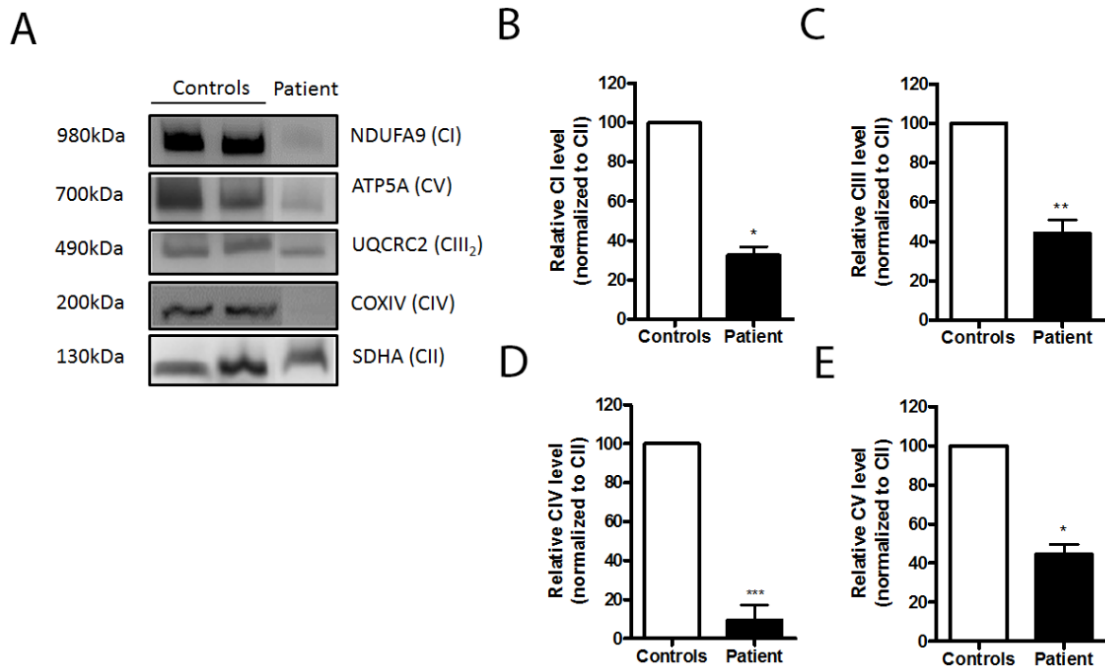 A
Controls Patient
980kDa NDUFA9 (CI)
700kDa ATP5A (CV)
490kDa UQCRC2 (CIII₂)
200kDa COXIV (CIV)
130kDa SDHA (CII)
B
Relative CI level
(normalized to CII)
120
100
80
60
40
20
0
*
Controls Patient
C
Relative CIII level
(normalized to CII)
120
100
80
60
40
20
0
**
Controls Patient
D
Relative CIV level
(normalized to CII)
120
100
80
60
40
20
0
***
Controls Patient
E
Relative CV level
(normalized to CII)
120
100
80
60
40
20
0
*
Controls Patient